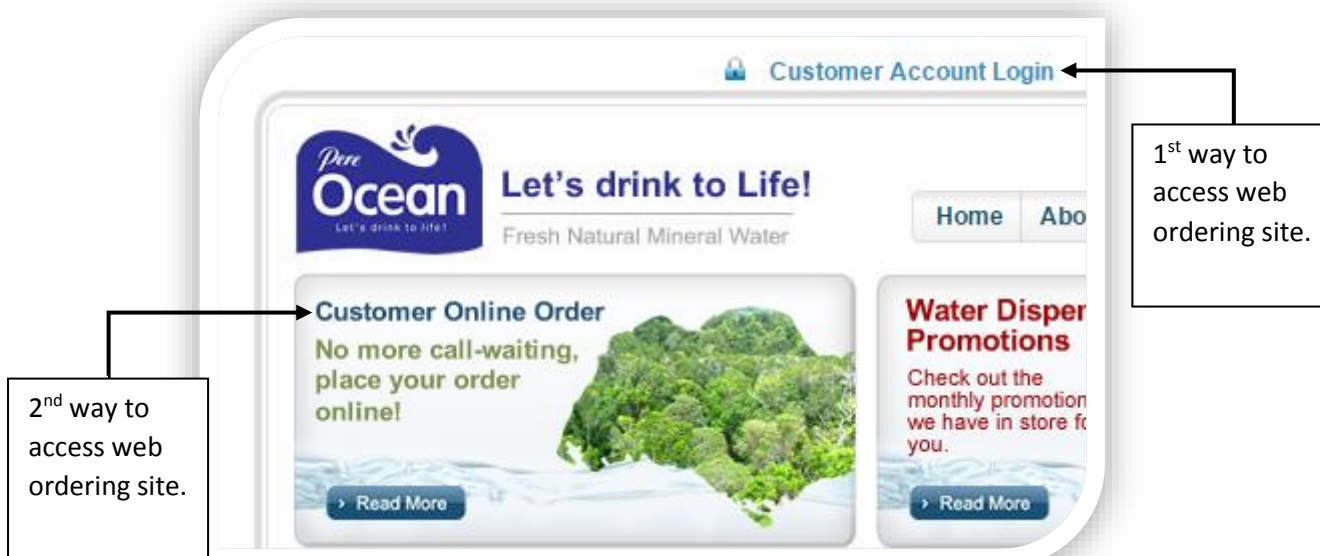 Customer Account Login
1st way to
access web
ordering site.
Pere
Ocean
Let's drink to life!
Let's drink to Life!
Fresh Natural Mineral Water
Home Abo
Customer Online Order
No more call-waiting,
place your order
online!
› Read More
Water Disper
Promotions
Check out the
monthly promotion
we have in store fo
you.
› Read More
2nd way to
access web
ordering site.